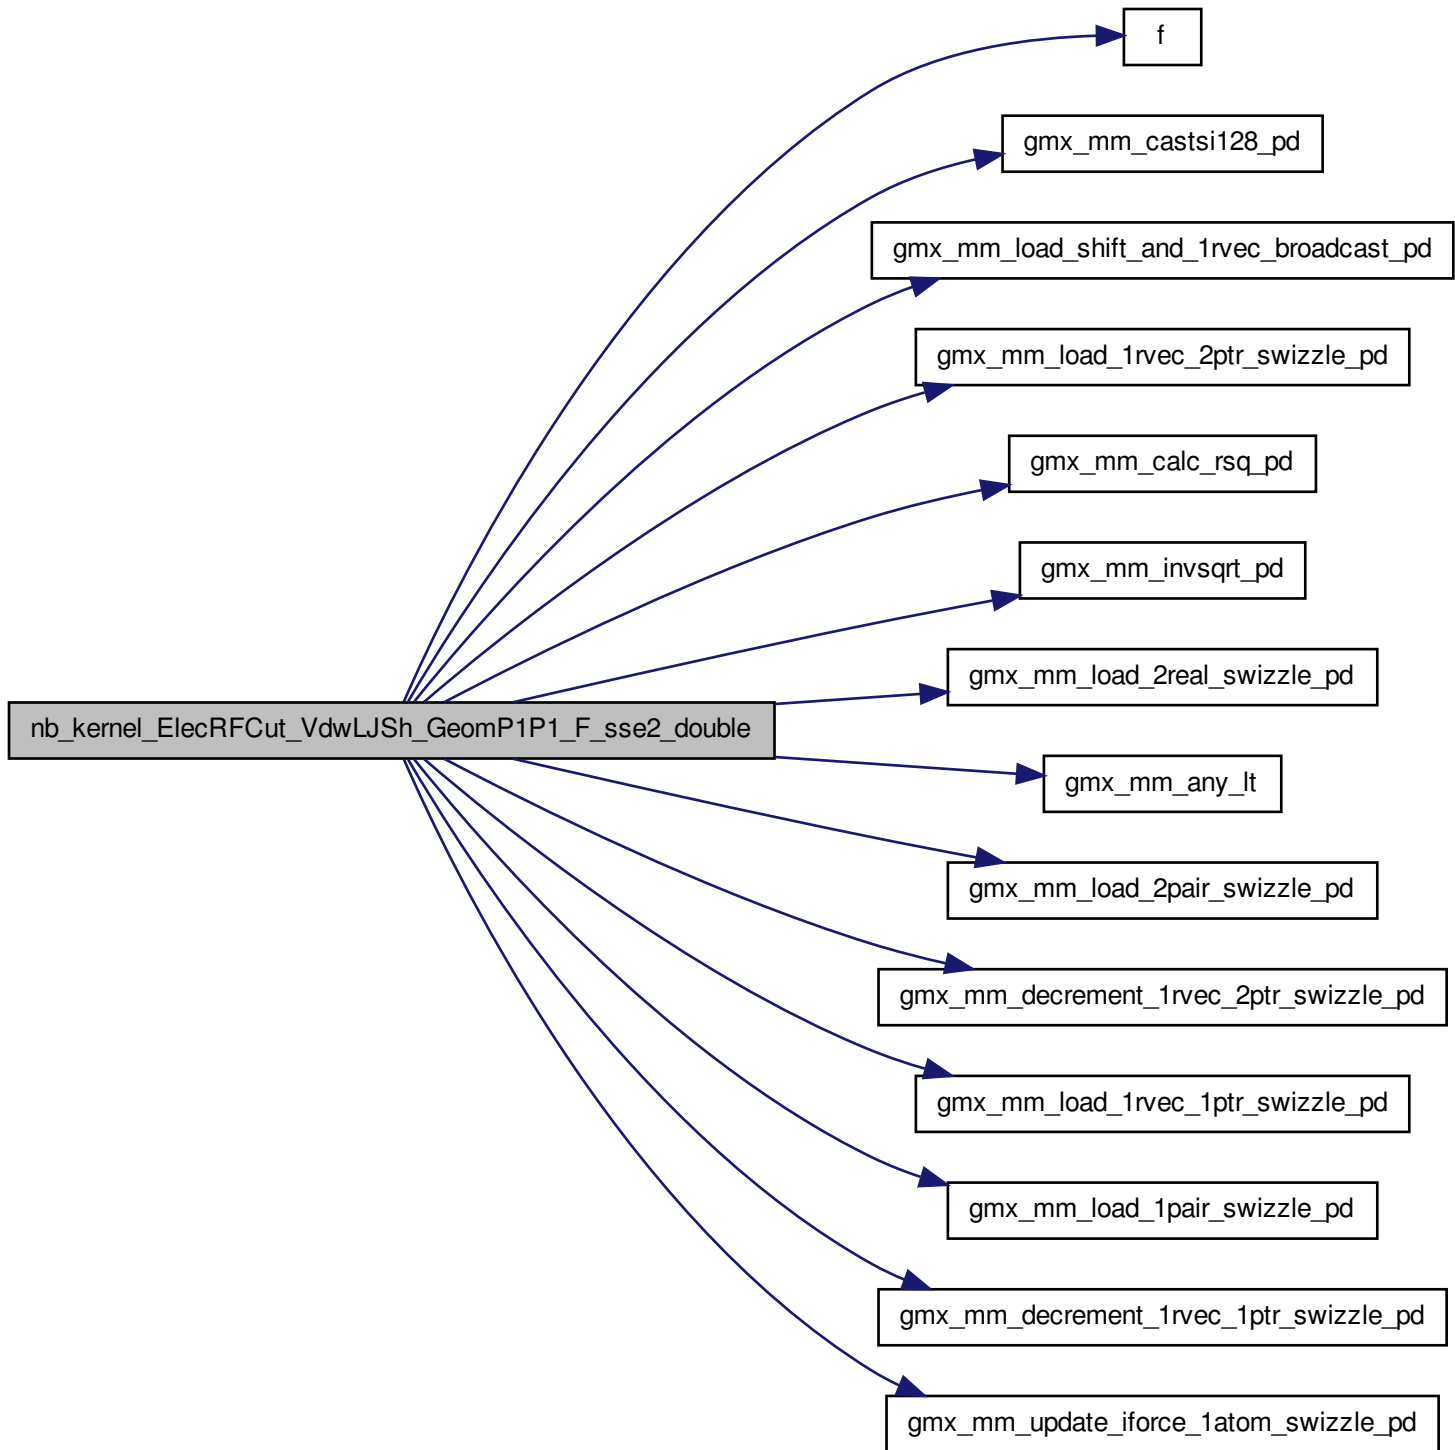 f
gmx_mm_castsi128_pd
gmx_mm_load_shift_and_1rvec_broadcast_pd
gmx_mm_load_1rvec_2ptr_swizzle_pd
gmx_mm_calc_rsq_pd
gmx_mm_invsqrt_pd
gmx_mm_load_2real_swizzle_pd
nb_kernel_ElecRFCut_VdwLJSh_GeomP1P1_F_sse2_double
gmx_mm_any_lt
gmx_mm_load_2pair_swizzle_pd
gmx_mm_decrement_1rvec_2ptr_swizzle_pd
gmx_mm_load_1rvec_1ptr_swizzle_pd
gmx_mm_load_1pair_swizzle_pd
gmx_mm_decrement_1rvec_1ptr_swizzle_pd
gmx_mm_update_iforce_1atom_swizzle_pd